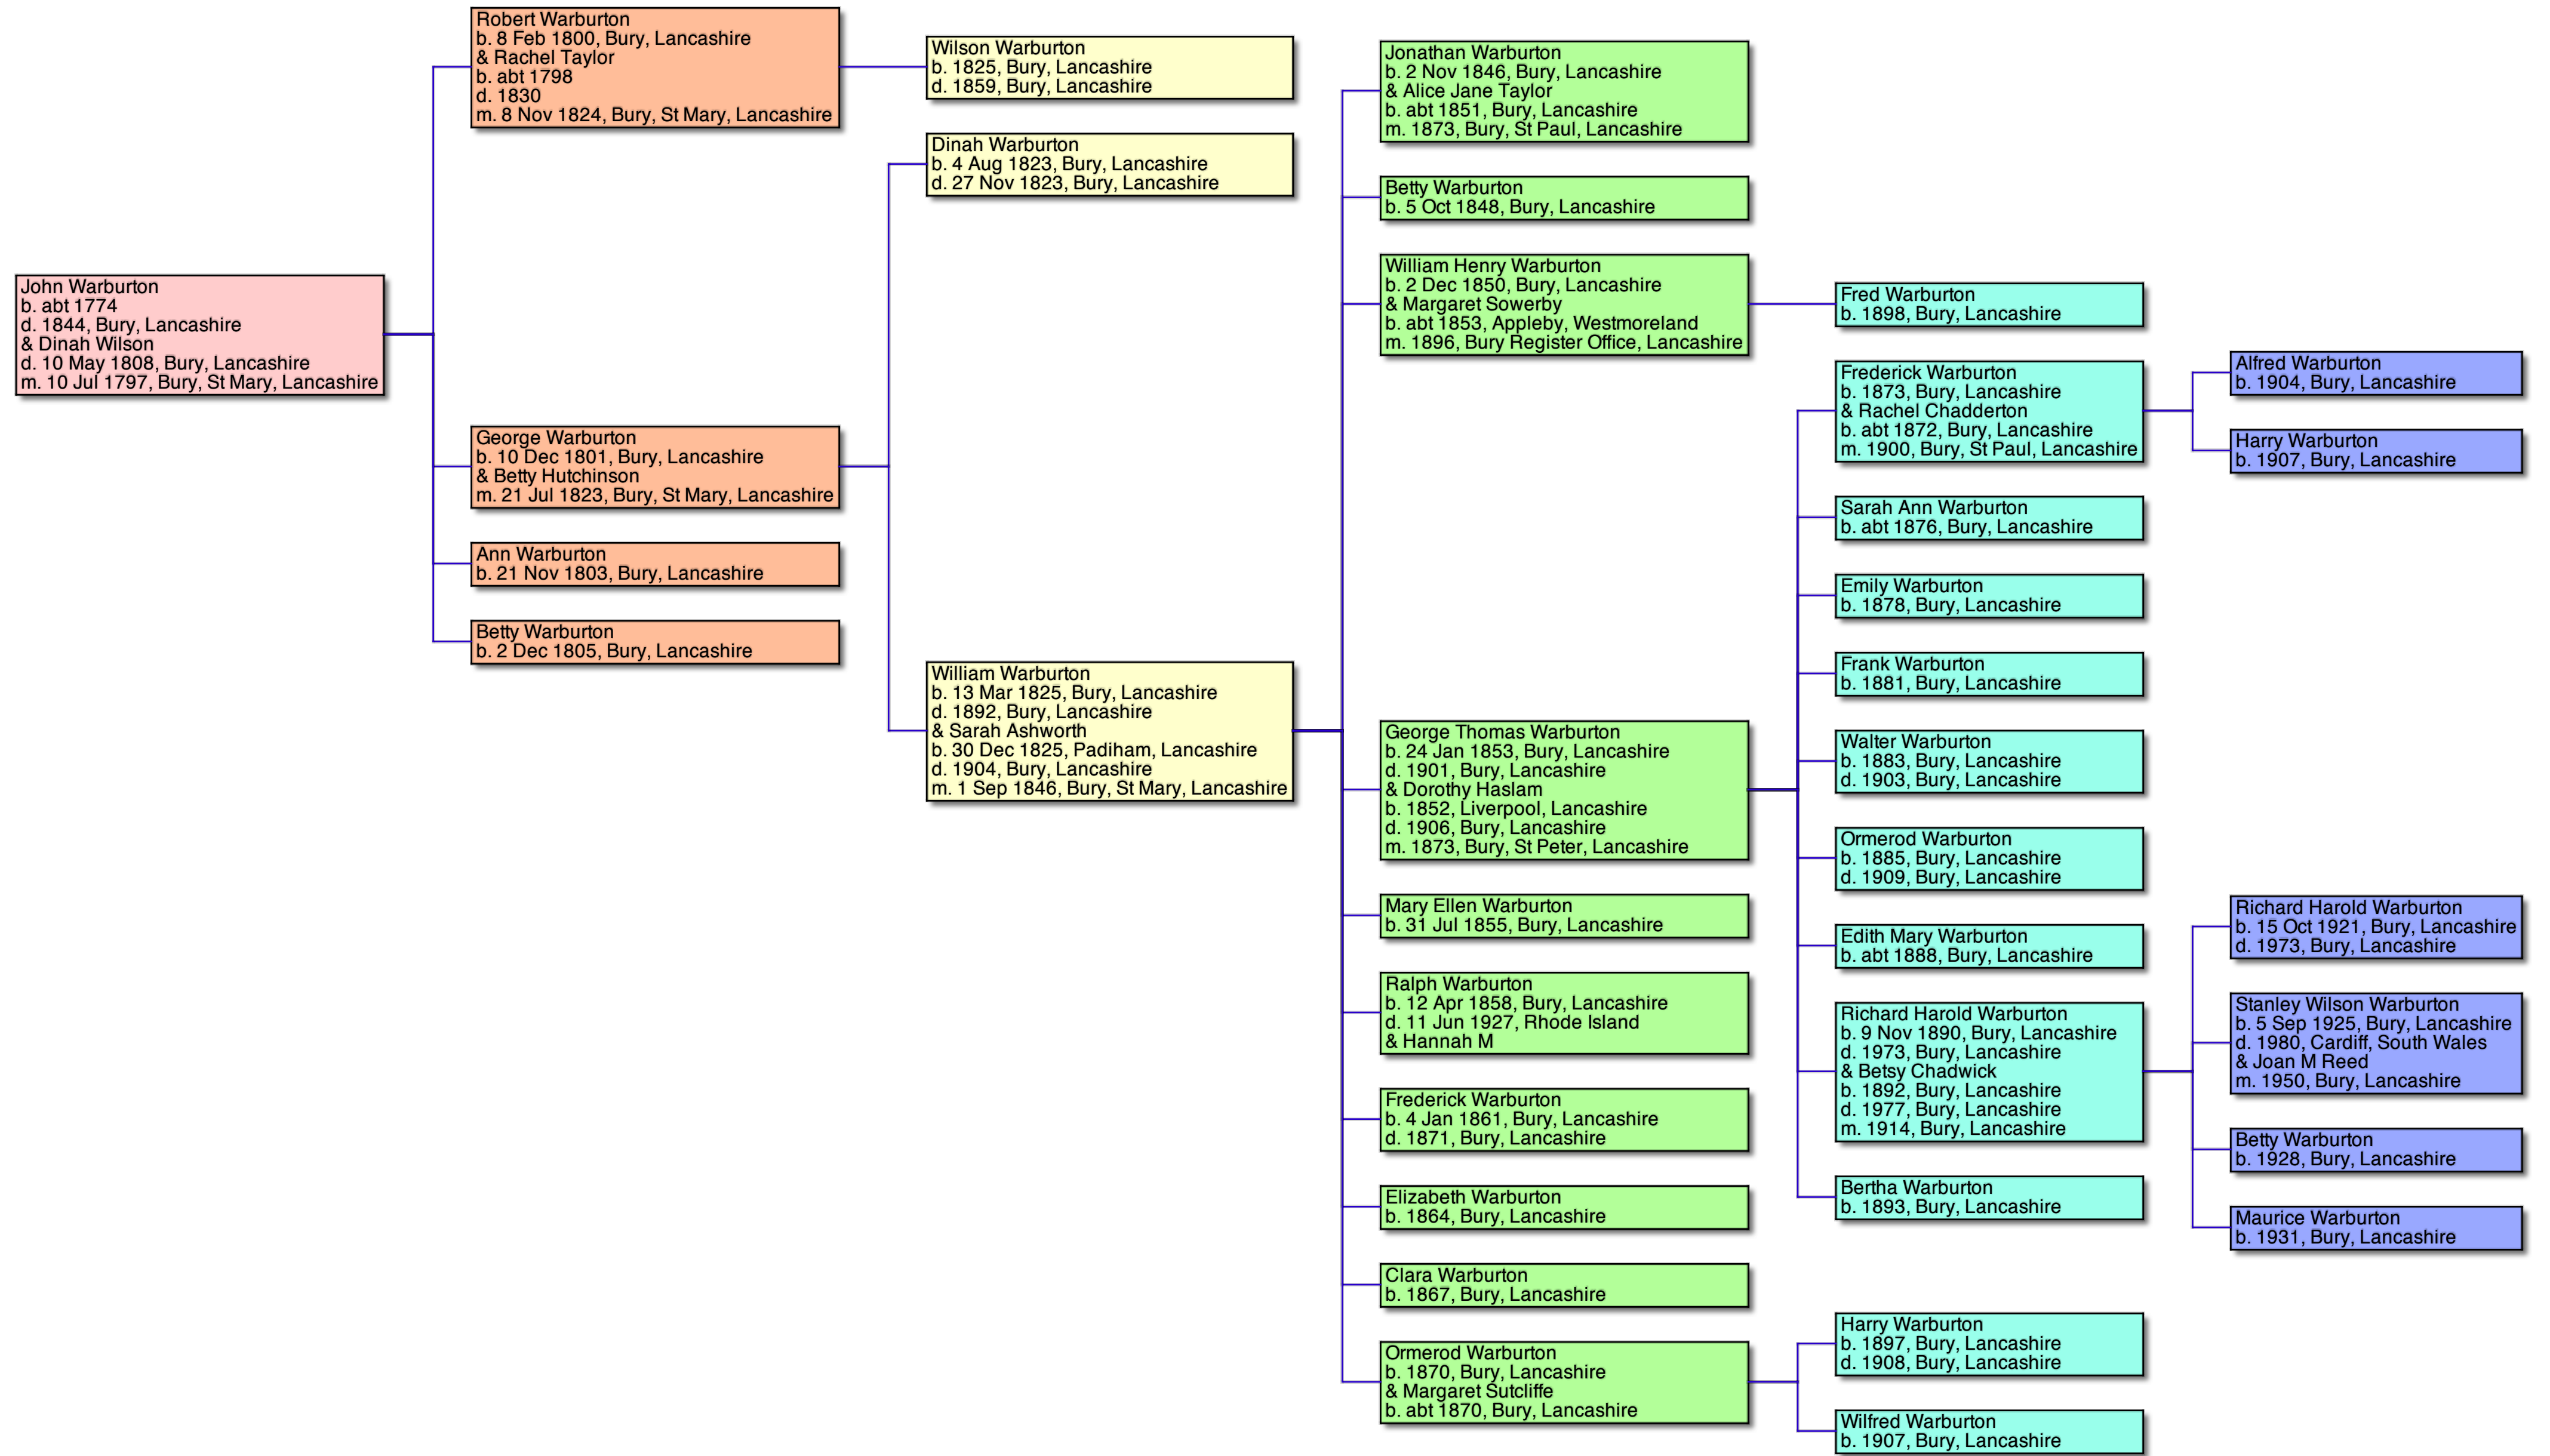 John Warburton
b. abt 1774
d. 1844, Bury, Lancashire
& Dinah Wilson
d. 10 May 1808, Bury, Lancashire
m. 10 Jul 1797, Bury, St Mary, Lancashire
Robert Warburton
b. 8 Feb 1800, Bury, Lancashire
& Rachel Taylor
b. abt 1798
d. 1830
m. 8 Nov 1824, Bury, St Mary, Lancashire
George Warburton
b. 10 Dec 1801, Bury, Lancashire
& Betty Hutchinson
m. 21 Jul 1823, Bury, St Mary, Lancashire
Ann Warburton
b. 21 Nov 1803, Bury, Lancashire
Betty Warburton
b. 2 Dec 1805, Bury, Lancashire
Wilson Warburton
b. 1825, Bury, Lancashire
d. 1859, Bury, Lancashire
Dinah Warburton
b. 4 Aug 1823, Bury, Lancashire
d. 27 Nov 1823, Bury, Lancashire
William Warburton
b. 13 Mar 1825, Bury, Lancashire
d. 1892, Bury, Lancashire
& Sarah Ashworth
b. 30 Dec 1825, Padiham, Lancashire
d. 1904, Bury, Lancashire
m. 1 Sep 1846, Bury, St Mary, Lancashire
Jonathan Warburton
b. 2 Nov 1846, Bury, Lancashire
& Alice Jane Taylor
b. abt 1851, Bury, Lancashire
m. 1873, Bury, St Paul, Lancashire
Betty Warburton
b. 5 Oct 1848, Bury, Lancashire
William Henry Warburton
b. 2 Dec 1850, Bury, Lancashire
& Margaret Sowerby
b. abt 1853, Appleby, Westmoreland
m. 1896, Bury Register Office, Lancashire
George Thomas Warburton
b. 24 Jan 1853, Bury, Lancashire
d. 1901, Bury, Lancashire
& Dorothy Haslam
b. 1852, Liverpool, Lancashire
d. 1906, Bury, Lancashire
m. 1873, Bury, St Peter, Lancashire
Mary Ellen Warburton
b. 31 Jul 1855, Bury, Lancashire
Ralph Warburton
b. 12 Apr 1858, Bury, Lancashire
d. 11 Jun 1927, Rhode Island
& Hannah M
Frederick Warburton
b. 4 Jan 1861, Bury, Lancashire
d. 1871, Bury, Lancashire
Elizabeth Warburton
b. 1864, Bury, Lancashire
Clara Warburton
b. 1867, Bury, Lancashire
Ormerod Warburton
b. 1870, Bury, Lancashire
& Margaret Sutcliffe
b. abt 1870, Bury, Lancashire
Fred Warburton
b. 1898, Bury, Lancashire
Frederick Warburton
b. 1873, Bury, Lancashire
& Rachel Chadderton
b. abt 1872, Bury, Lancashire
m. 1900, Bury, St Paul, Lancashire
Sarah Ann Warburton
b. abt 1876, Bury, Lancashire
Emily Warburton
b. 1878, Bury, Lancashire
Frank Warburton
b. 1881, Bury, Lancashire
Walter Warburton
b. 1883, Bury, Lancashire
d. 1903, Bury, Lancashire
Ormerod Warburton
b. 1885, Bury, Lancashire
d. 1909, Bury, Lancashire
Edith Mary Warburton
b. abt 1888, Bury, Lancashire
Richard Harold Warburton
b. 9 Nov 1890, Bury, Lancashire
d. 1973, Bury, Lancashire
& Betsy Chadwick
b. 1892, Bury, Lancashire
d. 1977, Bury, Lancashire
m. 1914, Bury, Lancashire
Bertha Warburton
b. 1893, Bury, Lancashire
Harry Warburton
b. 1897, Bury, Lancashire
d. 1908, Bury, Lancashire
Wilfred Warburton
b. 1907, Bury, Lancashire
Alfred Warburton
b. 1904, Bury, Lancashire
Harry Warburton
b. 1907, Bury, Lancashire
Richard Harold Warburton
b. 15 Oct 1921, Bury, Lancashire
d. 1973, Bury, Lancashire
Stanley Wilson Warburton
b. 5 Sep 1925, Bury, Lancashire
d. 1980, Cardiff, South Wales
& Joan M Reed
m. 1950, Bury, Lancashire
Betty Warburton
b. 1928, Bury, Lancashire
Maurice Warburton
b. 1931, Bury, Lancashire